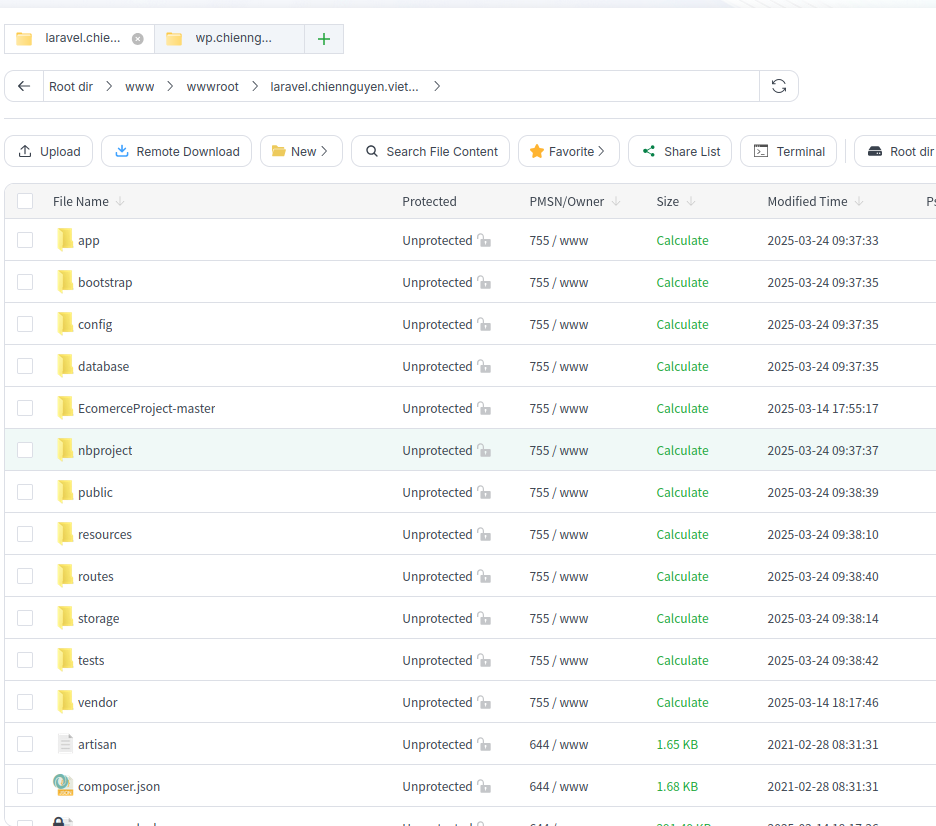 laravel.chie... wp.chienng...
Root dir www wwwroot laravel.chiennguyen.viet...
Upload Remote Download New Search File Content Favorite Share List Terminal Root dir
File Name Protected PMSN/Owner Size Modified Time
app Unprotected 755 / www Calculate 2025-03-24 09:37:33
bootstrap Unprotected 755 / www Calculate 2025-03-24 09:37:35
config Unprotected 755 / www Calculate 2025-03-24 09:37:35
database Unprotected 755 / www Calculate 2025-03-24 09:37:35
EcomerceProject-master Unprotected 755 / www Calculate 2025-03-14 17:55:17
nbproject Unprotected 755 / www Calculate 2025-03-24 09:37:37
public Unprotected 755 / www Calculate 2025-03-24 09:38:39
resources Unprotected 755 / www Calculate 2025-03-24 09:38:10
routes Unprotected 755 / www Calculate 2025-03-24 09:38:40
storage Unprotected 755 / www Calculate 2025-03-24 09:38:14
tests Unprotected 755 / www Calculate 2025-03-24 09:38:42
vendor Unprotected 755 / www Calculate 2025-03-14 18:17:46
artisan Unprotected 644 / www 1.65 KB 2021-02-28 08:31:31
composer.json Unprotected 644 / www 1.68 KB 2021-02-28 08:31:31